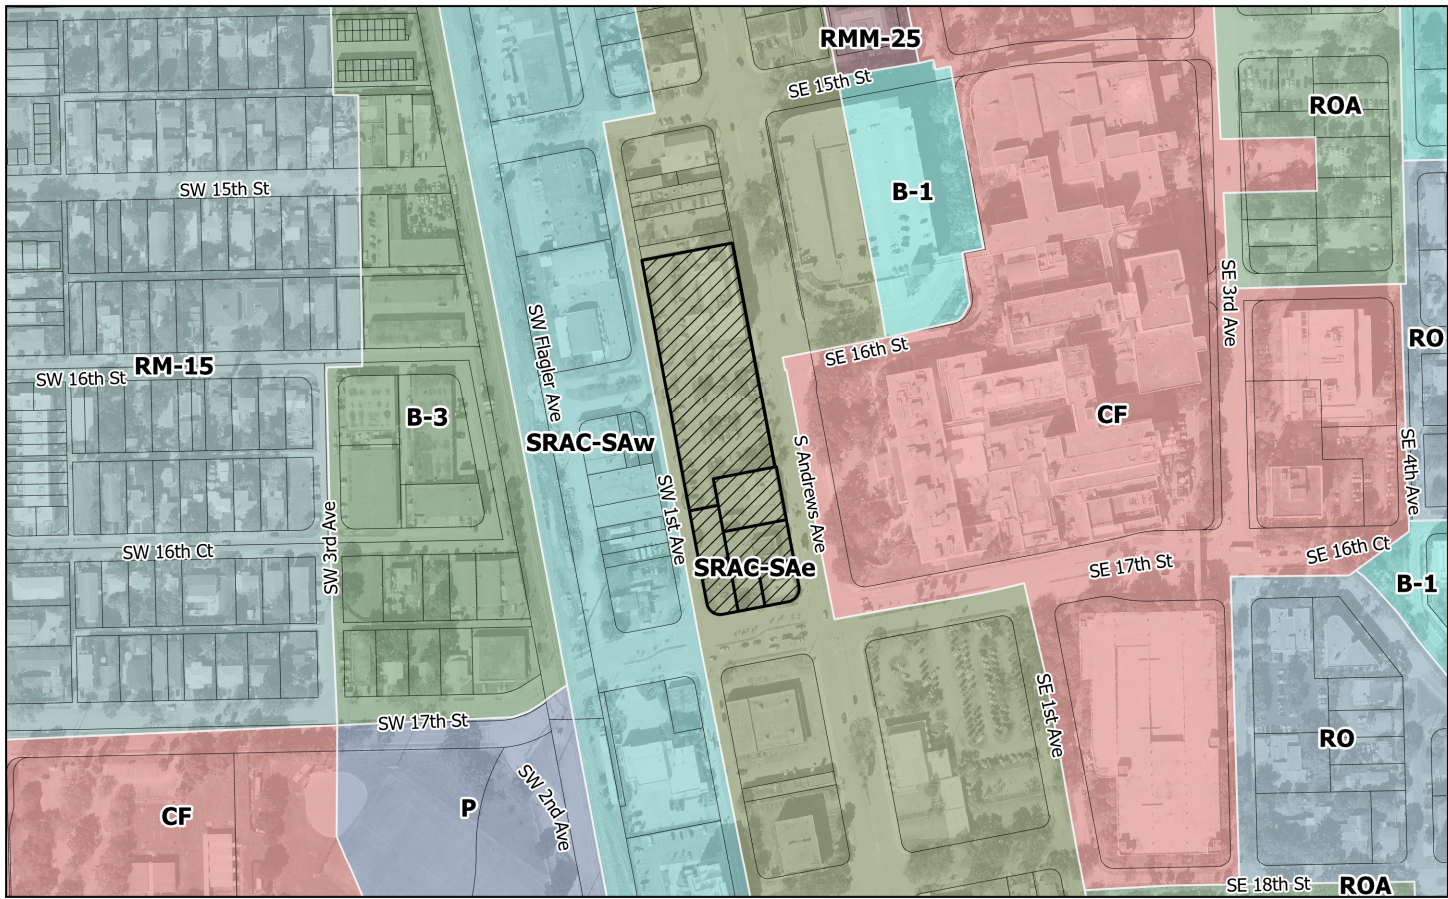 RMM-25
SE 15th St
ROA
SW 15th St
B-1
SE 3rd Ave
RO
SE 16th St
RM-15
SW 16th St
SW Flagler Ave
B-3
CF
SRAC-SAw
S Andrews Ave
SE 4th Ave
SW 1st Ave
SW 3rd Ave
SW 16th Ct
SE 16th Ct
SRAC-SAe
SE 17th St
B-1
SW 17th St
SE 1st Ave
RO
SW 2nd Ave
P
CF
SE 18th St
ROA